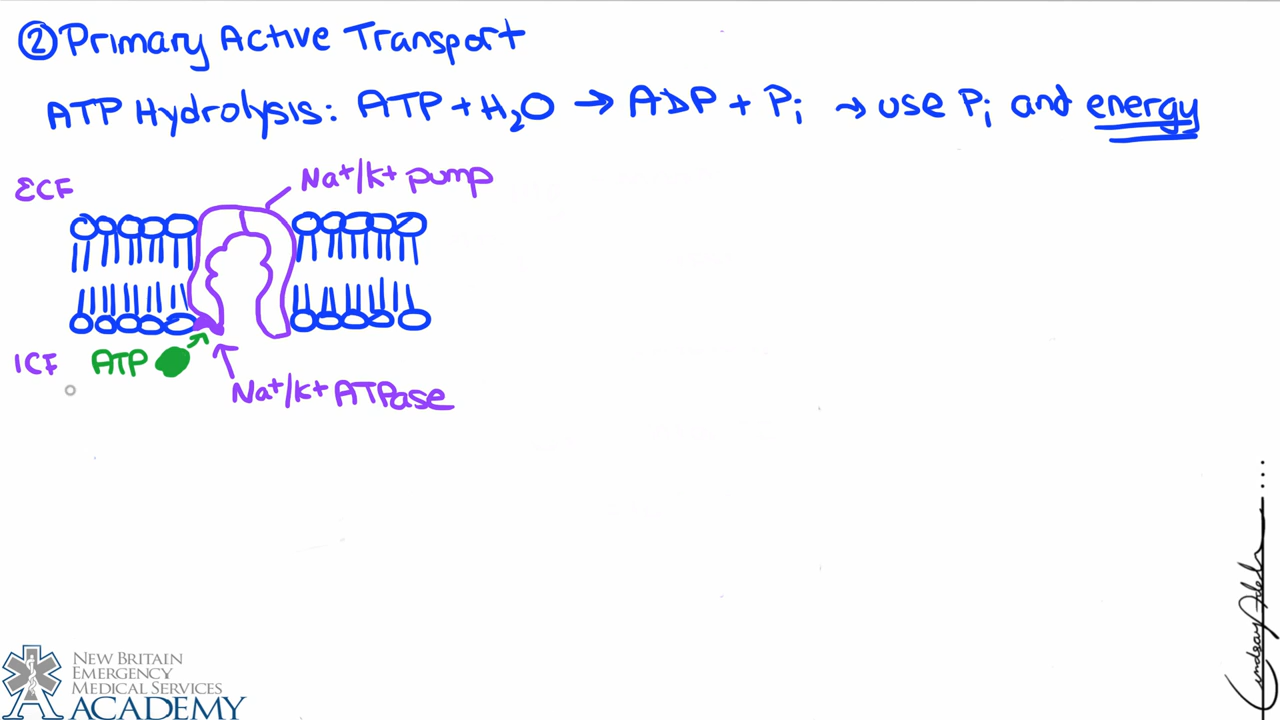 ② Primary Active Transport
ATP Hydrolysis: ATP + H₂O → ADP + Pᵢ → use Pᵢ and energy
Na⁺/K⁺ pump
ECF
ICF ATP
Na⁺/K⁺ ATPase
NEW BRITAIN
EMERGENCY
MEDICAL SERVICES
ACADEMY
Lindsay